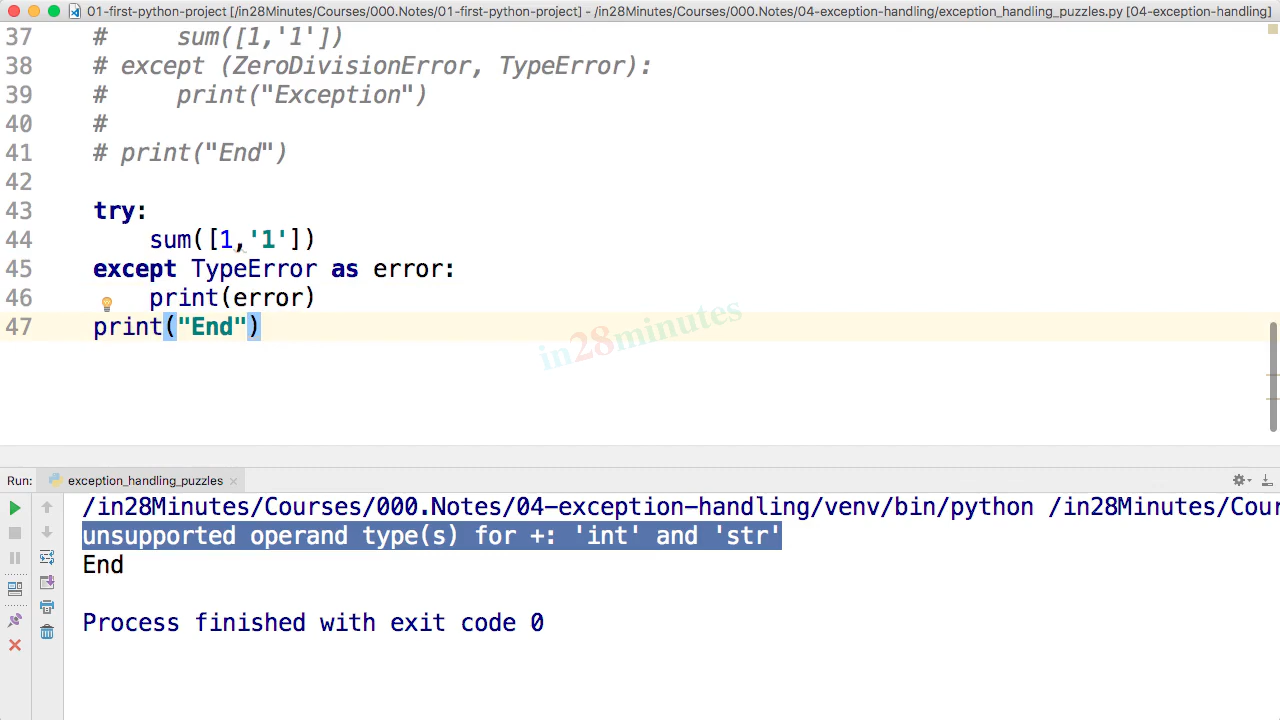 01-first-python-project [/in28Minutes/Courses/000.Notes/01-first-python-project] - /in28Minutes/Courses/000.Notes/04-exception-handling/exception_handling_puzzles.py [04-exception-handling]
37 #     sum([1,'1'])
38 # except (ZeroDivisionError, TypeError):
39 #     print("Exception")
40 #
41 # print("End")
42
43 try:
44     sum([1,'1'])
45 except TypeError as error:
46     print(error)
47 print("End")
in28minutes
Run: exception_handling_puzzles
/in28Minutes/Courses/000.Notes/04-exception-handling/venv/bin/python /in28Minutes/Cour
unsupported operand type(s) for +: 'int' and 'str'
End
Process finished with exit code 0